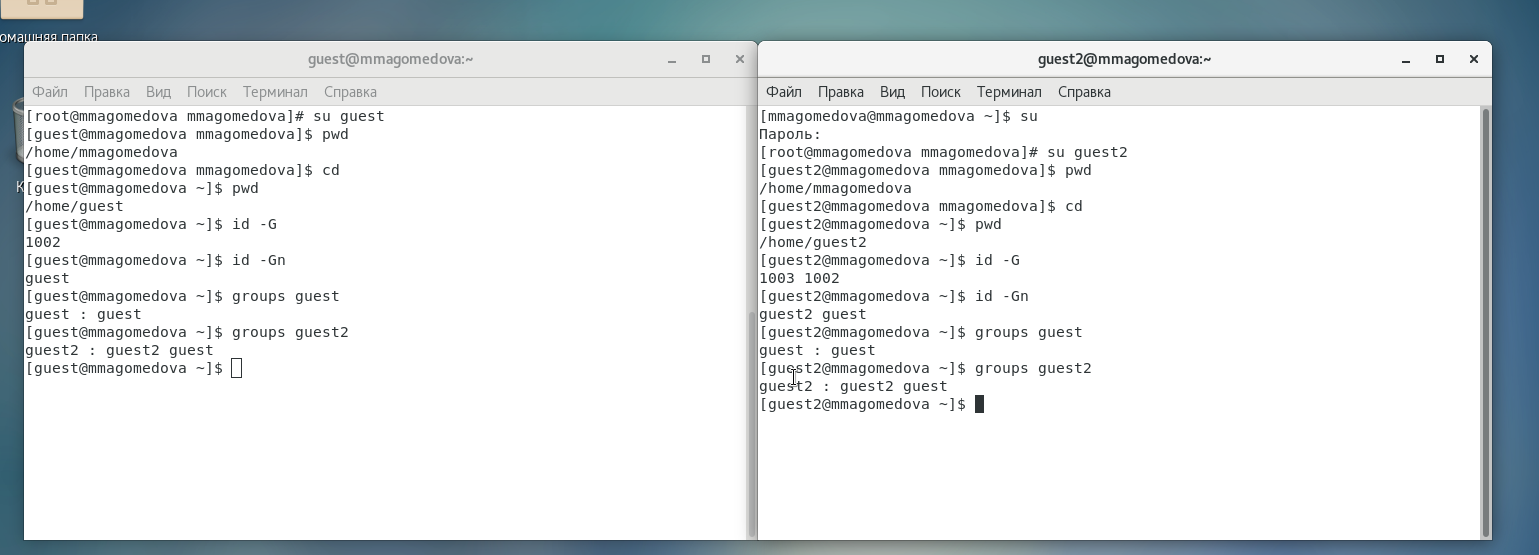 омашняя папка
К
guest@mmagomedova:~
Файл Правка Вид Поиск Терминал Справка
[root@mmagomedova mmagomedova]# su guest
[guest@mmagomedova mmagomedova]$ pwd
/home/mmagomedova
[guest@mmagomedova mmagomedova]$ cd
[guest@mmagomedova ~]$ pwd
/home/guest
[guest@mmagomedova ~]$ id -G
1002
[guest@mmagomedova ~]$ id -Gn
guest
[guest@mmagomedova ~]$ groups guest
guest : guest
[guest@mmagomedova ~]$ groups guest2
guest2 : guest2 guest
[guest@mmagomedova ~]$
guest2@mmagomedova:~
Файл Правка Вид Поиск Терминал Справка
[mmagomedova@mmagomedova ~]$ su
Пароль:
[root@mmagomedova mmagomedova]# su guest2
[guest2@mmagomedova mmagomedova]$ pwd
/home/mmagomedova
[guest2@mmagomedova mmagomedova]$ cd
[guest2@mmagomedova ~]$ pwd
/home/guest2
[guest2@mmagomedova ~]$ id -G
1003 1002
[guest2@mmagomedova ~]$ id -Gn
guest2 guest
[guest2@mmagomedova ~]$ groups guest
guest : guest
[guest2@mmagomedova ~]$ groups guest2
guest2 : guest2 guest
[guest2@mmagomedova ~]$